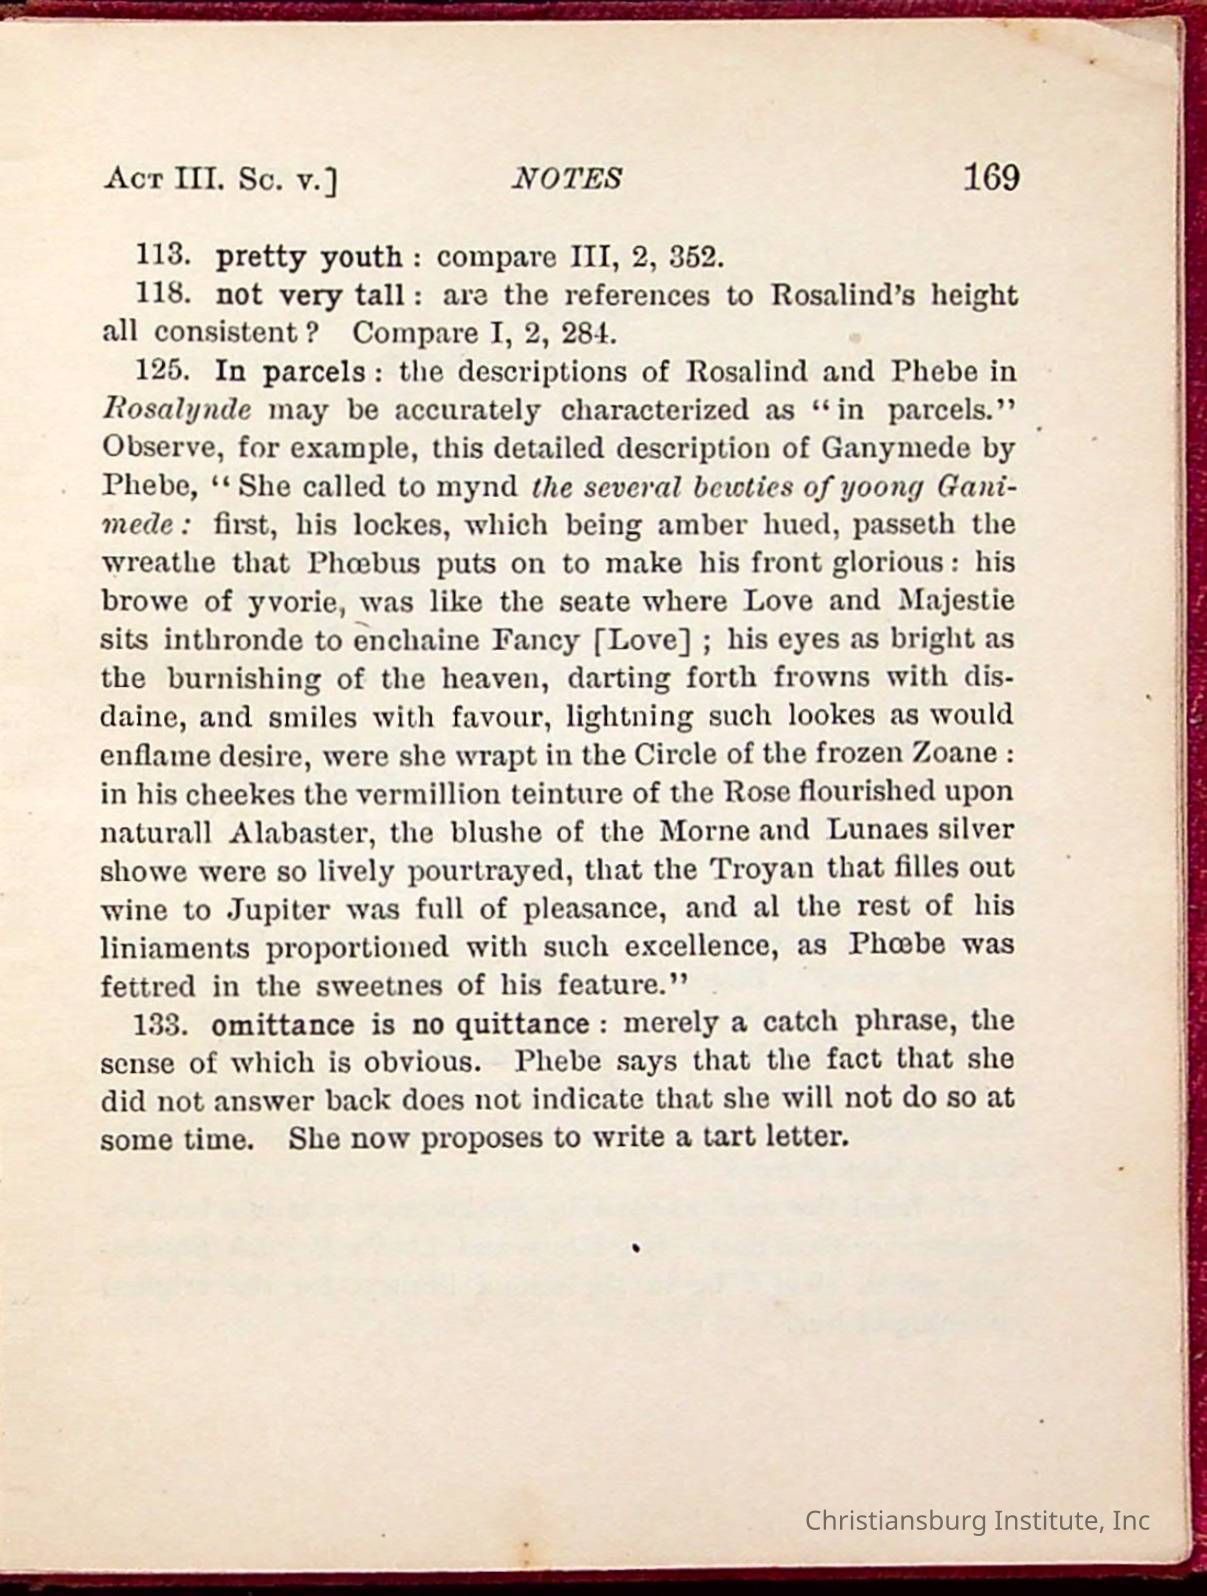 ACT III. Sc. v.] NOTES 169
113. pretty youth : compare III, 2, 352.
118. not very tall : are the references to Rosalind's height
all consistent ? Compare I, 2, 284.
125. In parcels : the descriptions of Rosalind and Phebe in
Rosalynde may be accurately characterized as “in parcels.”
Observe, for example, this detailed description of Ganymede by
Phebe, “She called to mynd the several bewties of yoong Gani-
mede : first, his lockes, which being amber hued, passeth the
wreathe that Phœbus puts on to make his front glorious : his
browe of yvorie, was like the seate where Love and Majestie
sits inthronde to enchaine Fancy [Love] ; his eyes as bright as
the burnishing of the heaven, darting forth frowns with dis-
daine, and smiles with favour, lightning such lookes as would
enflame desire, were she wrapt in the Circle of the frozen Zoane :
in his cheekes the vermillion teinture of the Rose flourished upon
naturall Alabaster, the blushe of the Morne and Lunaes silver
showe were so lively pourtrayed, that the Troyan that filles out
wine to Jupiter was full of pleasance, and al the rest of his
liniaments proportioned with such excellence, as Phœbe was
fettred in the sweetnes of his feature.”
133. omittance is no quittance : merely a catch phrase, the
sense of which is obvious. Phebe says that the fact that she
did not answer back does not indicate that she will not do so at
some time. She now proposes to write a tart letter.
Christiansburg Institute, Inc